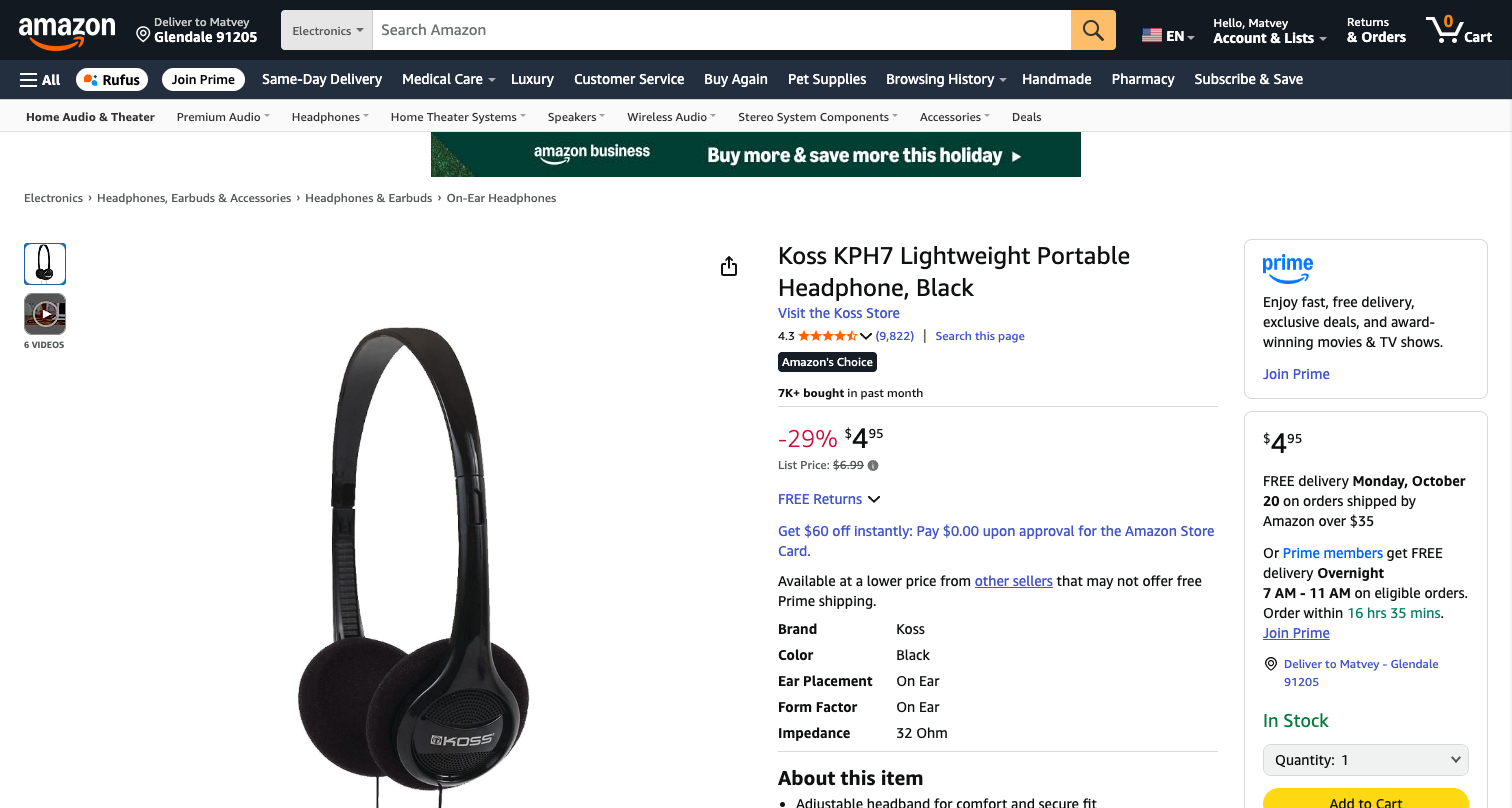 amazon
Deliver to Matvey
Glendale 91205
Electronics
Search Amazon
EN
Hello, Matvey
Account & Lists
Returns
& Orders
0
Cart
All
Rufus
Join Prime
Same-Day Delivery
Medical Care
Luxury
Customer Service
Buy Again
Pet Supplies
Browsing History
Handmade
Pharmacy
Subscribe & Save
Home Audio & Theater
Premium Audio
Headphones
Home Theater Systems
Speakers
Wireless Audio
Stereo System Components
Accessories
Deals
amazon business
Buy more & save more this holiday
Electronics › Headphones, Earbuds & Accessories › Headphones & Earbuds › On-Ear Headphones
6 VIDEOS
KOSS
Koss KPH7 Lightweight Portable
Headphone, Black
Visit the Koss Store
4.3 (9,822) | Search this page
Amazon's Choice
7K+ bought in past month
-29% $495
List Price: $6.99
FREE Returns
Get $60 off instantly: Pay $0.00 upon approval for the Amazon Store
Card.
Available at a lower price from other sellers that may not offer free
Prime shipping.
Brand Koss
Color Black
Ear Placement On Ear
Form Factor On Ear
Impedance 32 Ohm
About this item
• Adjustable headband for comfort and secure fit
prime
Enjoy fast, free delivery,
exclusive deals, and award-
winning movies & TV shows.
Join Prime
$495
FREE delivery Monday, October
20 on orders shipped by
Amazon over $35
Or Prime members get FREE
delivery Overnight
7 AM - 11 AM on eligible orders.
Order within 16 hrs 35 mins.
Join Prime
Deliver to Matvey - Glendale
91205
In Stock
Quantity: 1
Add to Cart